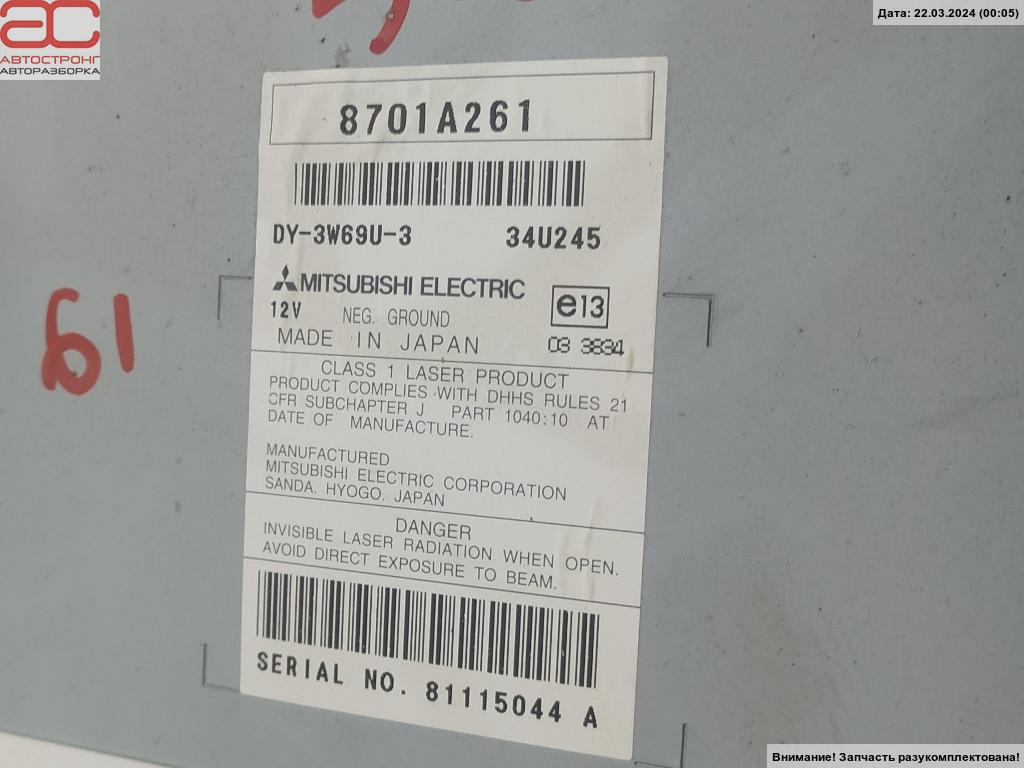 Дата: 22.03.2024 (00:05)
ас
АВТОСТРОНГ
АВТОРАЗБОРКА
8701A261
DY-3W69U-3 34U245
MITSUBISHI ELECTRIC
12V NEG. GROUND e13
MADE IN JAPAN 03 3834
CLASS 1 LASER PRODUCT
PRODUCT COMPLIES WITH DHHS RULES 21
CFR SUBCHAPTER J PART 1040:10 AT
DATE OF MANUFACTURE.
MANUFACTURED
MITSUBISHI ELECTRIC CORPORATION
SANDA. HYOGO. JAPAN
DANGER
INVISIBLE LASER RADIATION WHEN OPEN.
AVOID DIRECT EXPOSURE TO BEAM.
SERIAL NO. 81115044 A
Внимание! Запчасть разукомплектована!